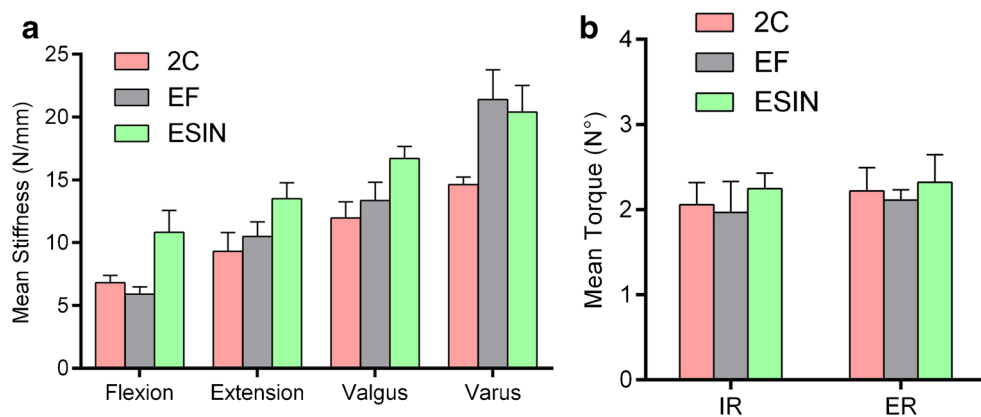 a
2C
EF
ESIN
Mean Stiffness (N/mm)
25
20
15
10
5
0
Flexion Extension Valgus Varus
b
2C
EF
ESIN
Mean Torque (N°)
4
3
2
1
0
IR ER